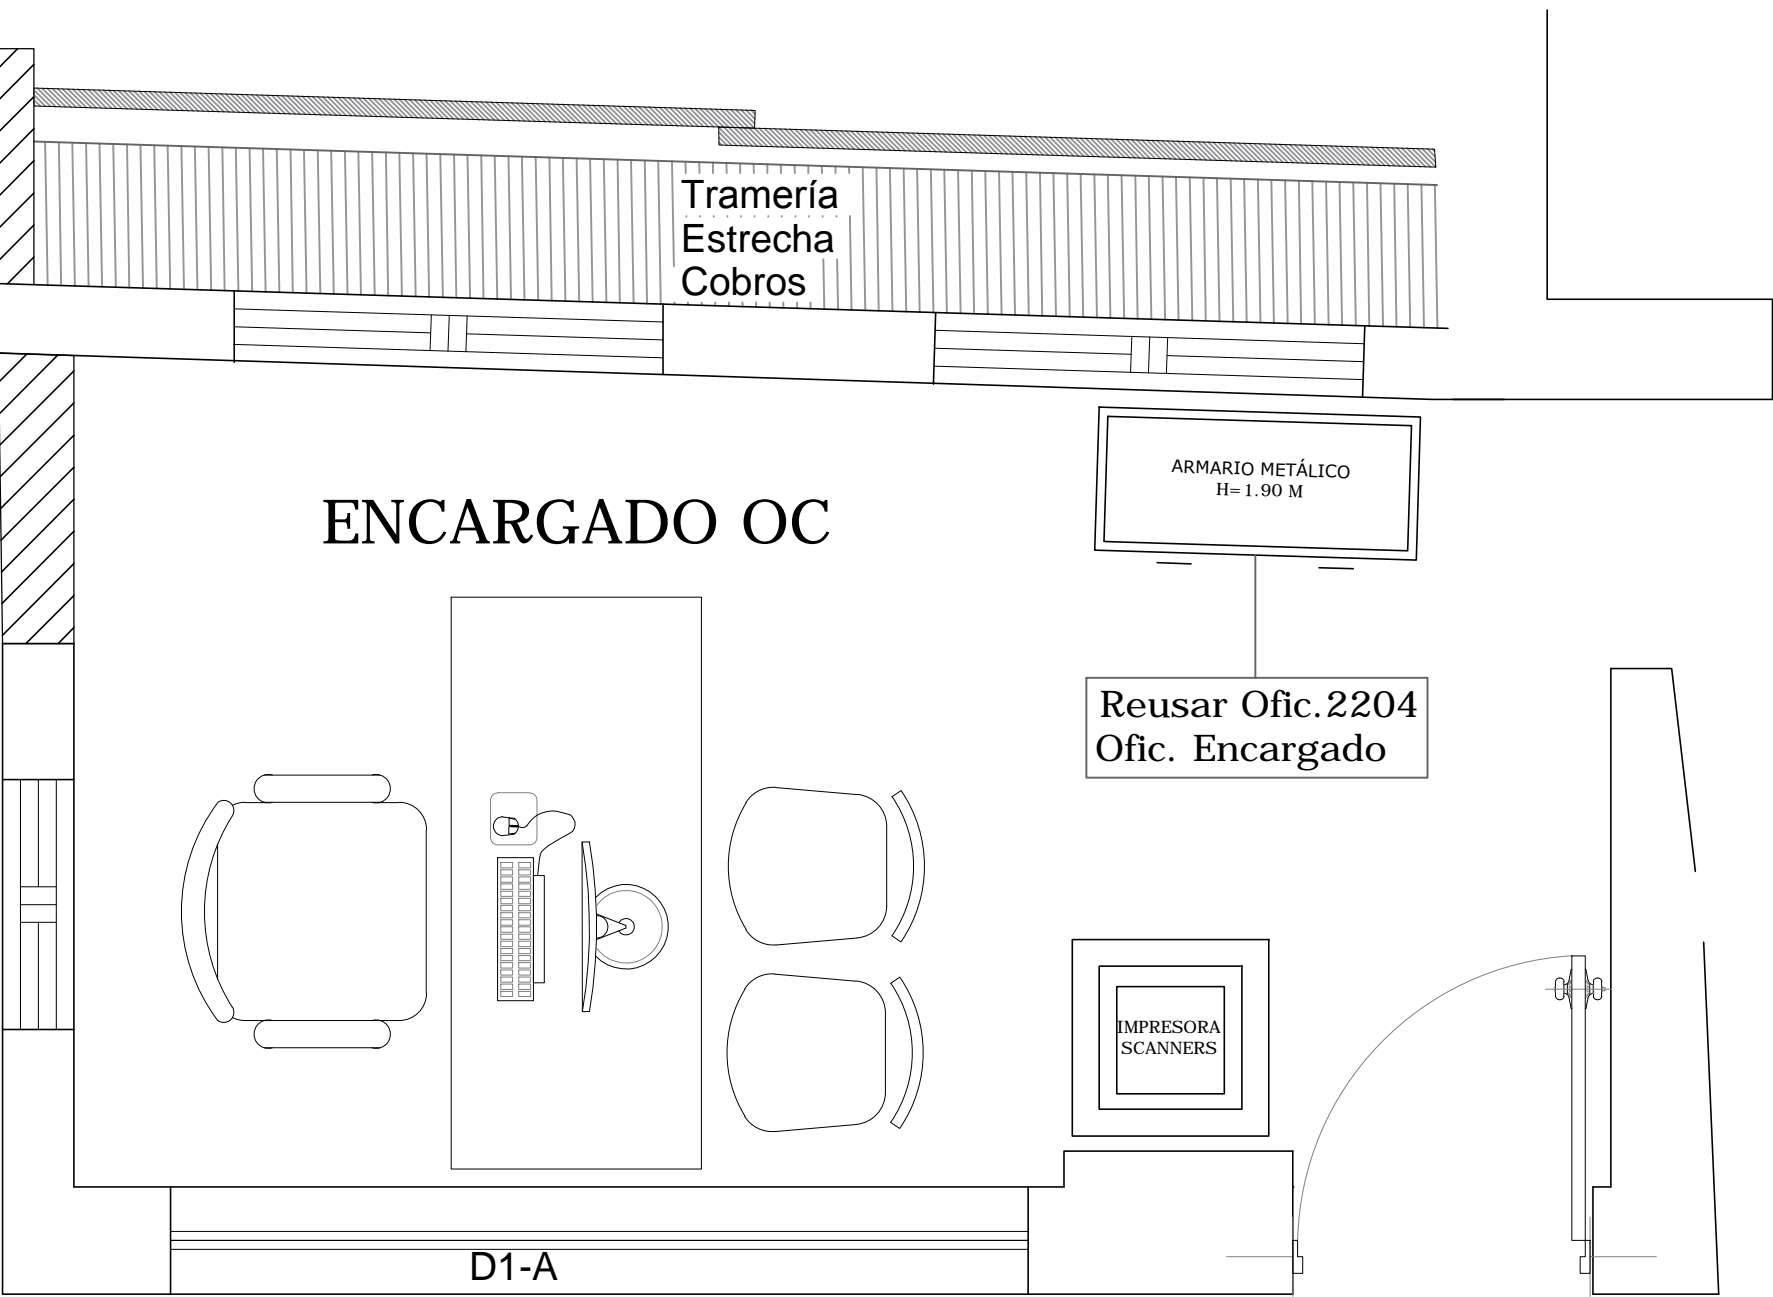 Tramería
Estrecha
Cobros
ARMARIO METÁLICO
H=1.90 M
ENCARGADO OC
Reusar Ofic.2204
Ofic. Encargado
IMPRESORA
SCANNERS
D1-A